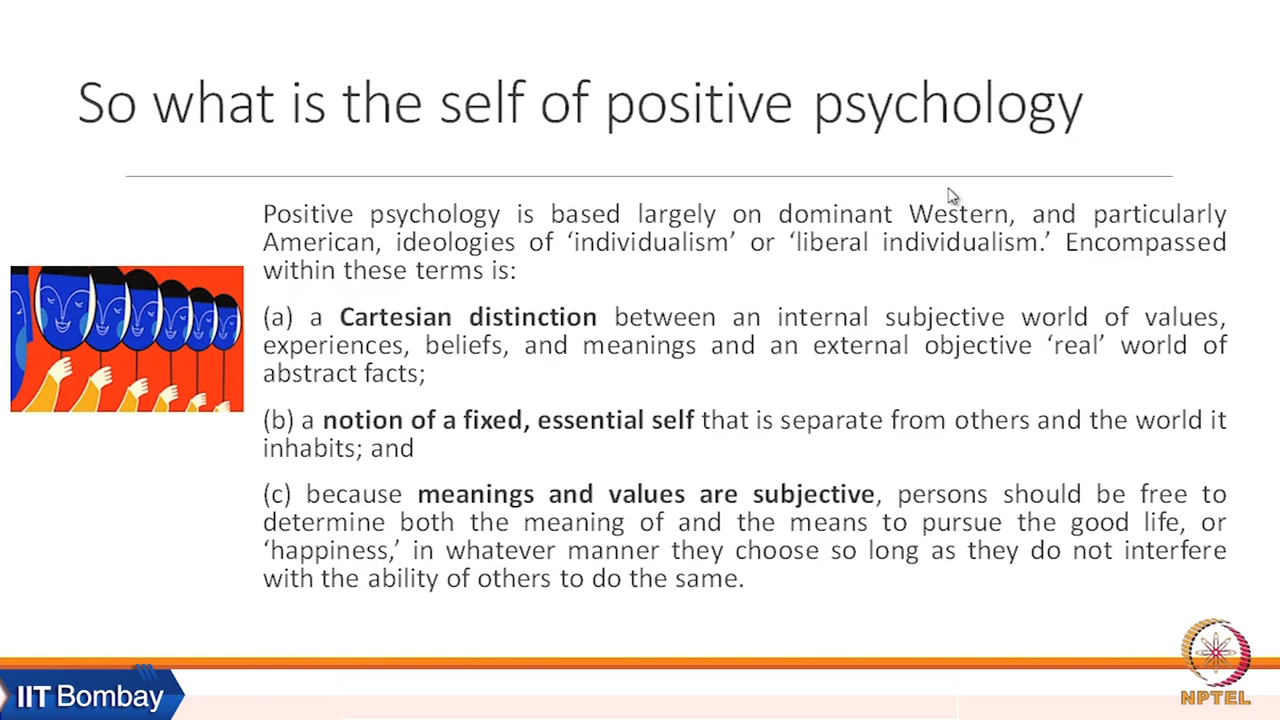 So what is the self of positive psychology
Positive psychology is based largely on dominant Western, and particularly
American, ideologies of ‘individualism’ or ‘liberal individualism.’ Encompassed
within these terms is:
(a) a Cartesian distinction between an internal subjective world of values,
experiences, beliefs, and meanings and an external objective ‘real’ world of
abstract facts;
(b) a notion of a fixed, essential self that is separate from others and the world it
inhabits; and
(c) because meanings and values are subjective, persons should be free to
determine both the meaning of and the means to pursue the good life, or
‘happiness,’ in whatever manner they choose so long as they do not interfere
with the ability of others to do the same.
IIT Bombay
NPTEL